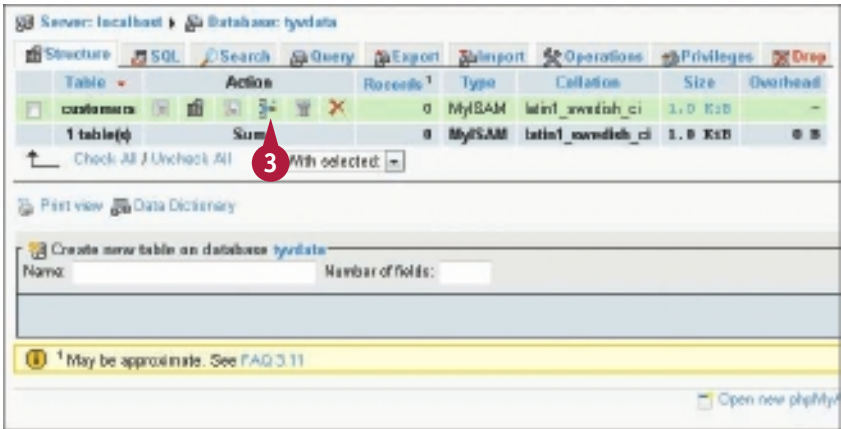 Server: localhost Database: tyvdata
Structure SQL Search Query Export Import Operations Privileges Drop
Table Action Records 1 Type Collation Size Overhead
customers 0 MyISAM latin1_swedish_ci 1.0 KiB –
1 table(s) Sum 0 MyISAM latin1_swedish_ci 1.0 KiB 0 B
Check All / Uncheck All With selected:
3
Print view Data Dictionary
Create new table on database tyvdata
Name: Number of fields:
1 May be approximate. See FAQ 3.11
Open new phpMyA